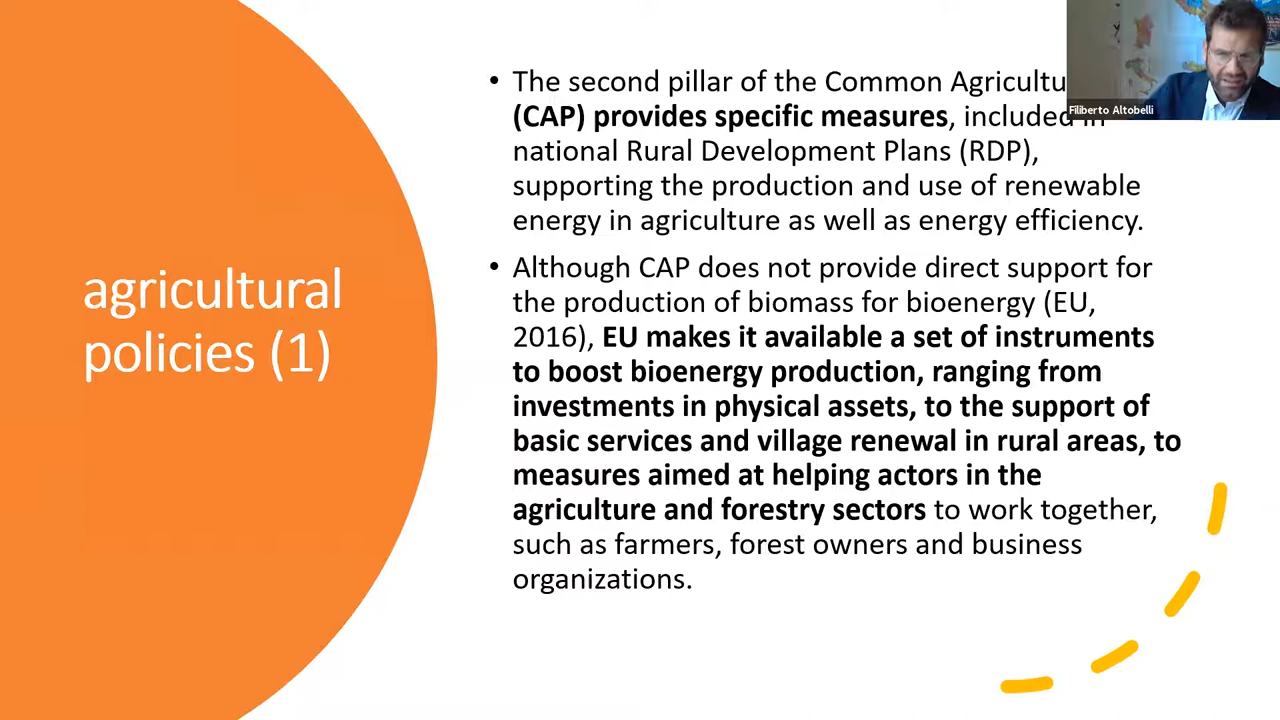 agricultural
policies (1)
• The second pillar of the Common Agricultu
(CAP) provides specific measures, included in
national Rural Development Plans (RDP),
supporting the production and use of renewable
energy in agriculture as well as energy efficiency.
• Although CAP does not provide direct support for
the production of biomass for bioenergy (EU,
2016), EU makes it available a set of instruments
to boost bioenergy production, ranging from
investments in physical assets, to the support of
basic services and village renewal in rural areas, to
measures aimed at helping actors in the
agriculture and forestry sectors to work together,
such as farmers, forest owners and business
organizations.
Filiberto Altobelli